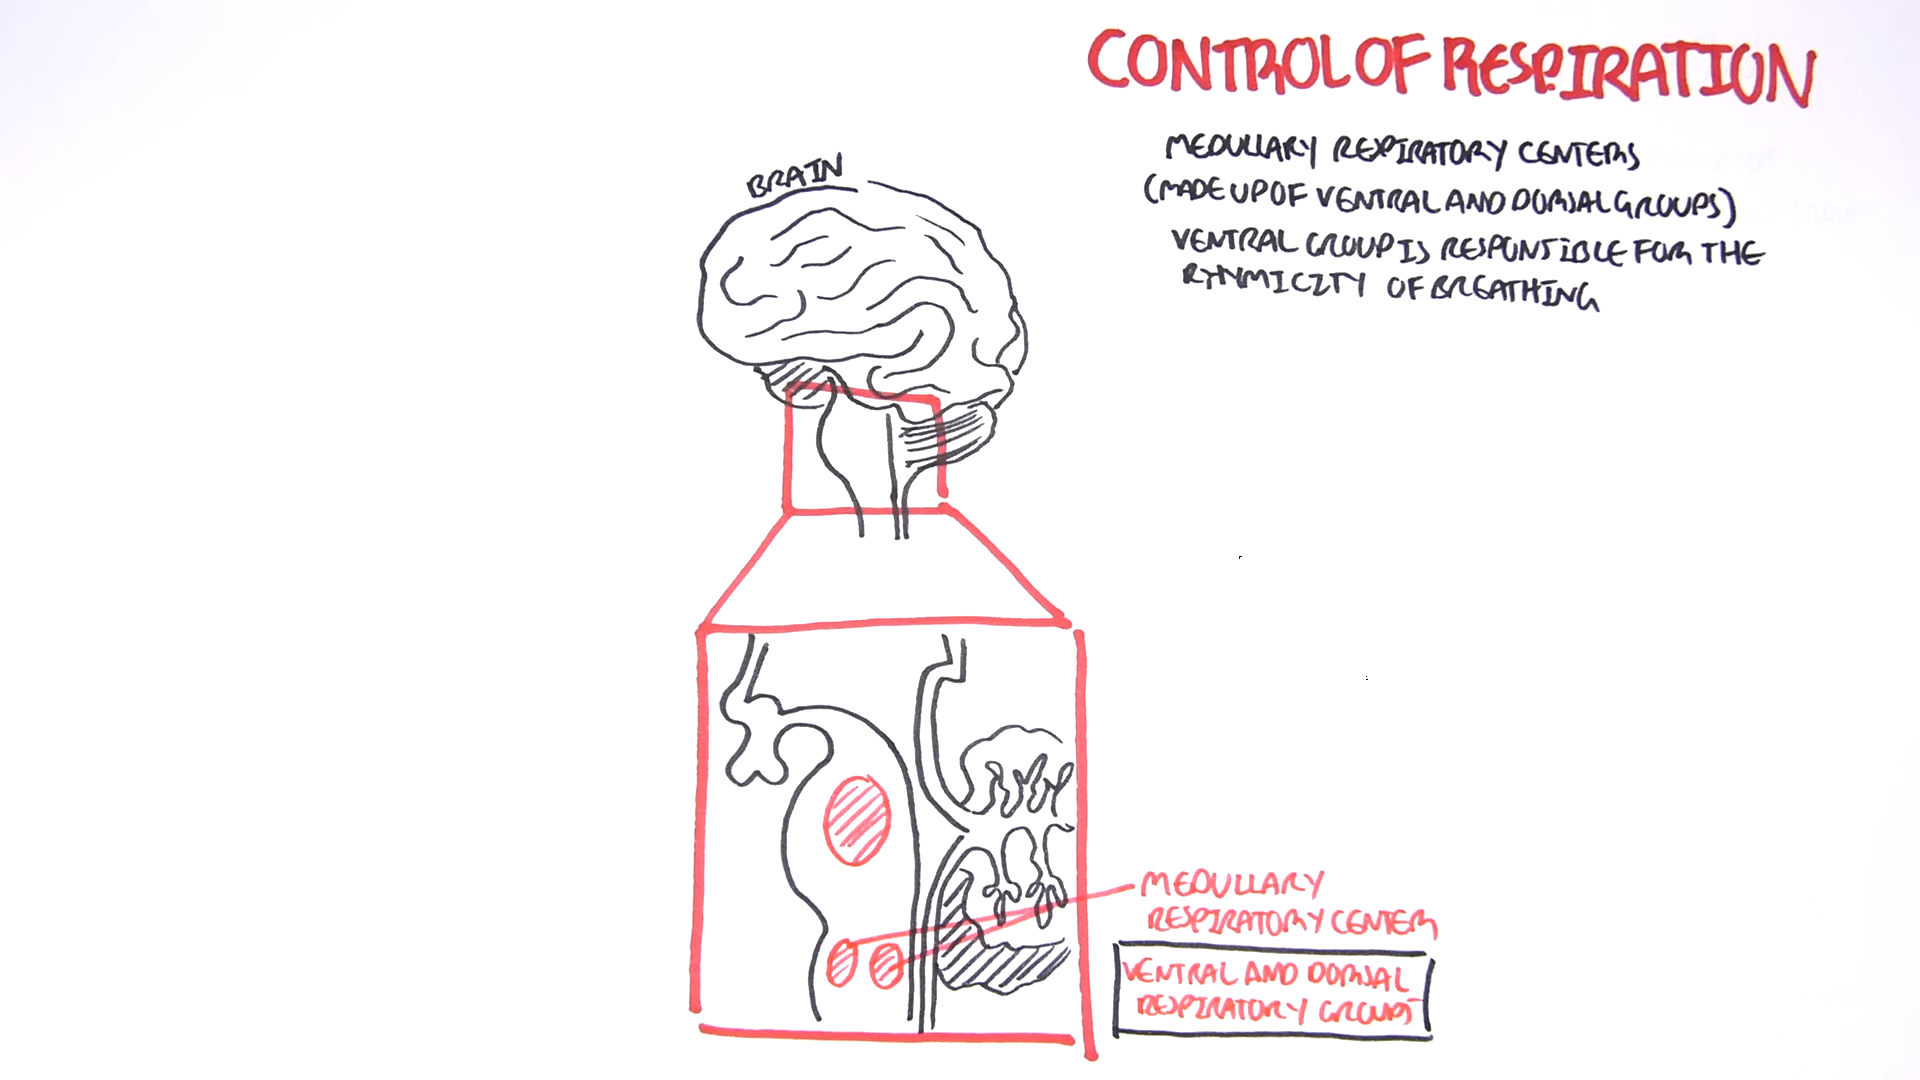 CONTROL OF RESPIRATION
MEDULLARY RESPIRATORY CENTERS
(MADE UP OF VENTRAL AND DORSAL GROUPS)
VENTRAL GROUP IS RESPONSIBLE FOR THE
RHYMICITY OF BREATHING
BRAIN
MEDULLARY
RESPIRATORY CENTER
VENTRAL AND DORSAL
RESPIRATORY GROUPS